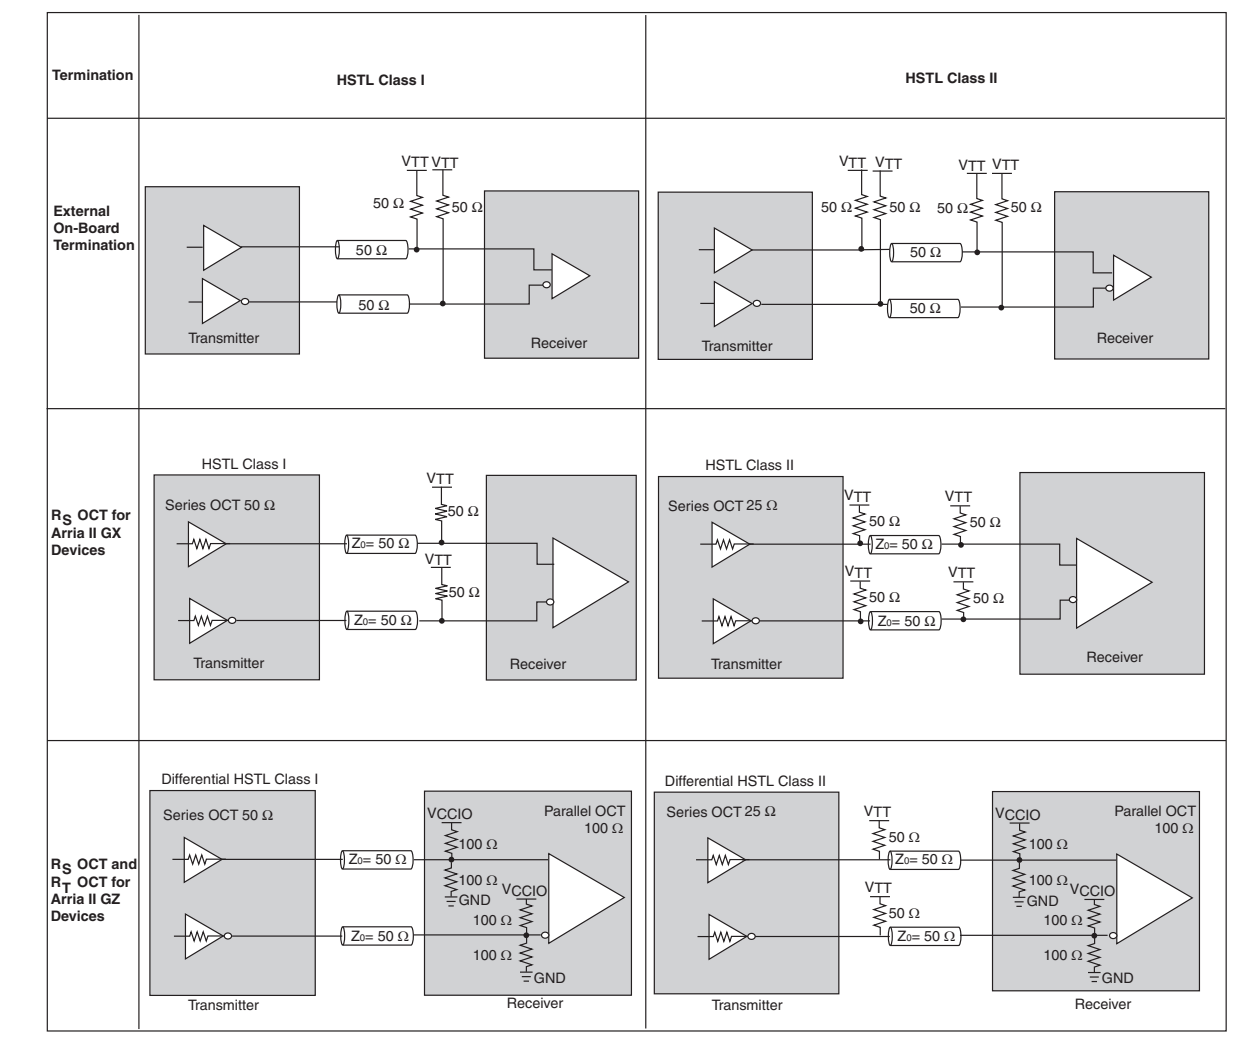 Termination
HSTL Class I
HSTL Class II
External
On-Board
Termination
VTT VTT
50 Ω
50 Ω
50 Ω
50 Ω
Transmitter
Receiver
VTT VTT
VTT VTT
50 Ω
50 Ω
50 Ω
50 Ω
50 Ω
50 Ω
Transmitter
Receiver
RS OCT for
Arria II GX
Devices
HSTL Class I
Series OCT 50 Ω
VTT
50 Ω
Z0= 50 Ω
VTT
50 Ω
Z0= 50 Ω
Transmitter
Receiver
HSTL Class II
Series OCT 25 Ω
VTT
VTT
50 Ω
50 Ω
Z0= 50 Ω
VTT
VTT
50 Ω
50 Ω
Z0= 50 Ω
Transmitter
Receiver
RS OCT and
RT OCT for
Arria II GZ
Devices
Differential HSTL Class I
Series OCT 50 Ω
VCCIO
Parallel OCT
100 Ω
100 Ω
Z0= 50 Ω
100 Ω
GND
VCCIO
100 Ω
Z0= 50 Ω
100 Ω
GND
Transmitter
Receiver
Differential HSTL Class II
Series OCT 25 Ω
VTT
50 Ω
Z0= 50 Ω
VTT
50 Ω
Z0= 50 Ω
VCCIO
Parallel OCT
100 Ω
100 Ω
100 Ω
GND
VCCIO
100 Ω
100 Ω
GND
Transmitter
Receiver